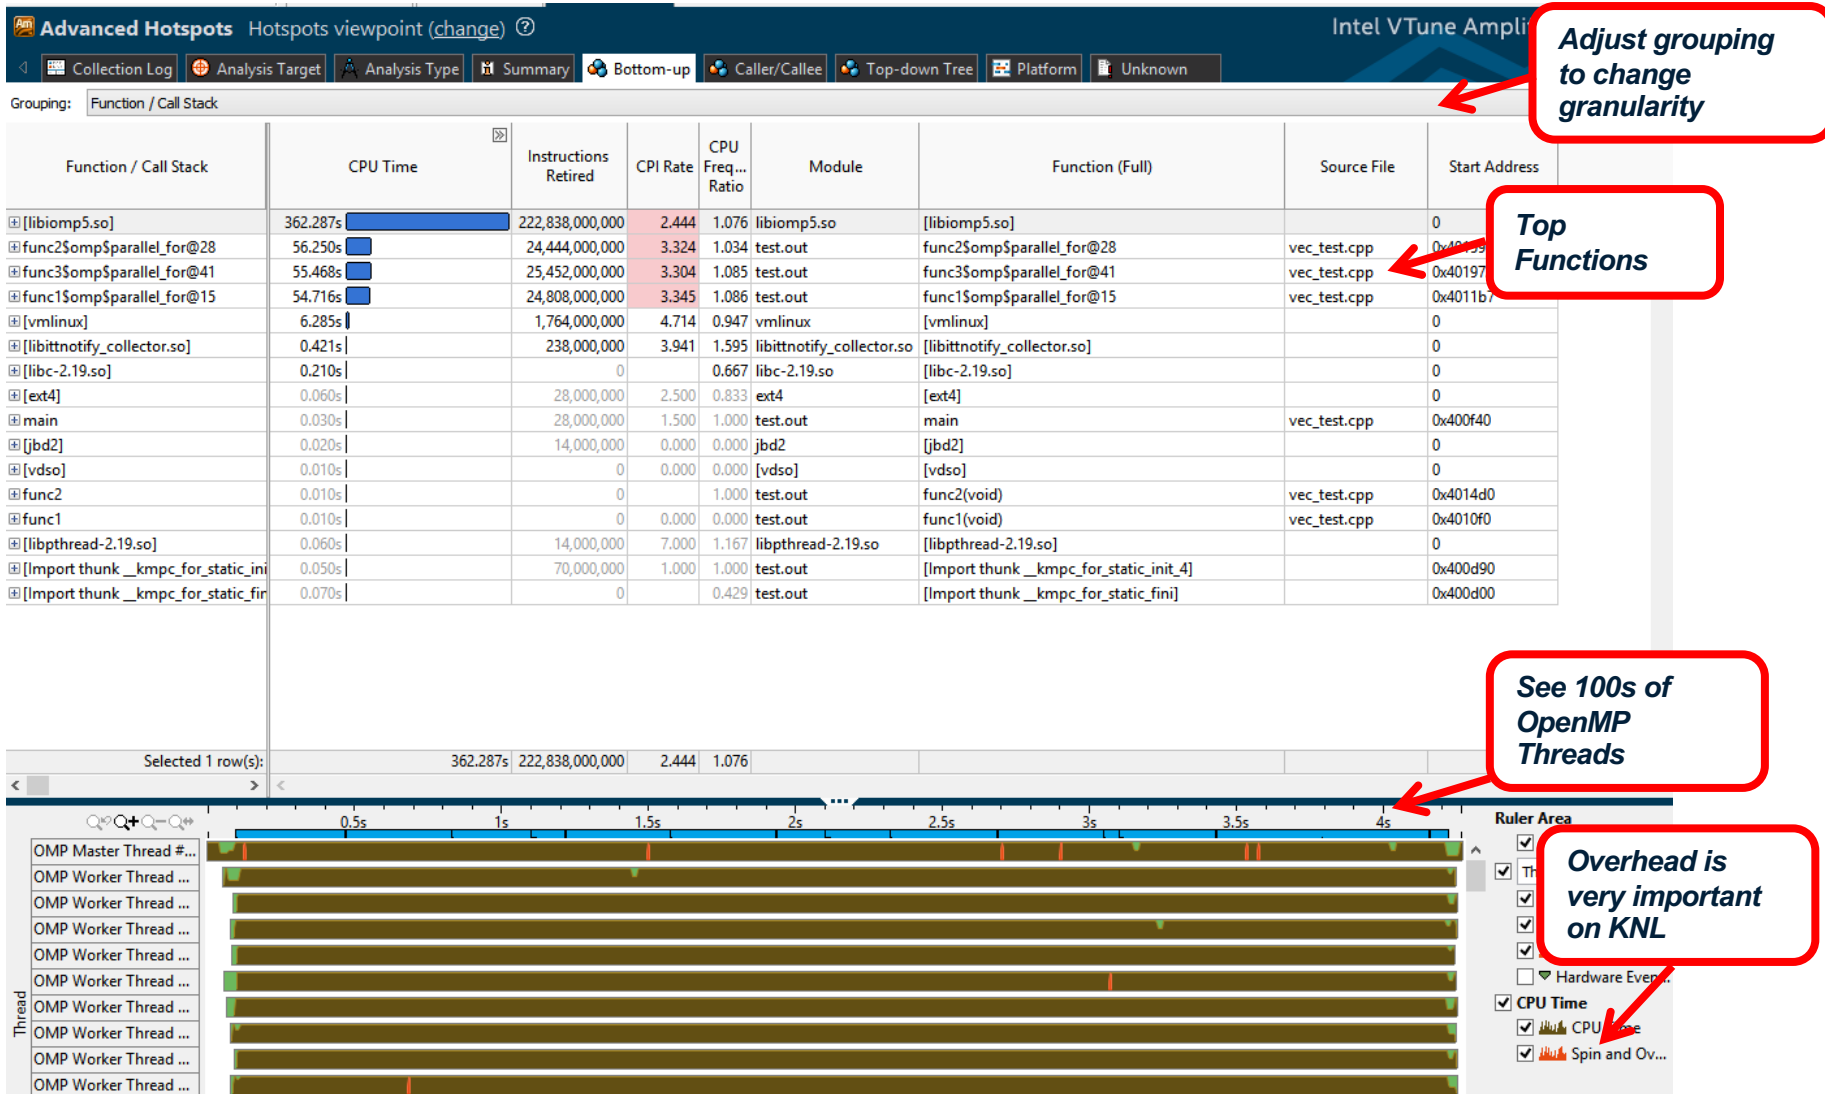 Advanced Hotspots Hotspots viewpoint (change) ?
Intel VTune Ampli
Adjust grouping
to change
granularity
Collection Log Analysis Target Analysis Type Summary Bottom-up Caller/Callee Top-down Tree Platform Unknown
Grouping: Function / Call Stack
Function / Call Stack CPU Time Instructions Retired CPI Rate CPU Freq... Ratio Module Function (Full) Source File Start Address
[libiomp5.so] 362.287s 222,838,000,000 2.444 1.076 libiomp5.so [libiomp5.so] 0
func2$omp$parallel_for@28 56.250s 24,444,000,000 3.324 1.034 test.out func2$omp$parallel_for@28 vec_test.cpp
func3$omp$parallel_for@41 55.468s 25,452,000,000 3.304 1.085 test.out func3$omp$parallel_for@41 vec_test.cpp 0x40197
func1$omp$parallel_for@15 54.716s 24,808,000,000 3.345 1.086 test.out func1$omp$parallel_for@15 vec_test.cpp 0x4011b7
[vmlinux] 6.285s 1,764,000,000 4.714 0.947 vmlinux [vmlinux] 0
[libittnotify_collector.so] 0.421s 238,000,000 3.941 1.595 libittnotify_collector.so [libittnotify_collector.so] 0
[libc-2.19.so] 0.210s 0 0.667 libc-2.19.so [libc-2.19.so] 0
[ext4] 0.060s 28,000,000 2.500 0.833 ext4 [ext4] 0
main 0.030s 28,000,000 1.500 1.000 test.out main vec_test.cpp 0x400f40
[jbd2] 0.020s 14,000,000 0.000 0.000 jbd2 [jbd2] 0
[vdso] 0.010s 0 0.000 0.000 [vdso] [vdso] 0
func2 0.010s 0 1.000 test.out func2(void) vec_test.cpp 0x4014d0
func1 0.010s 0 0.000 0.000 test.out func1(void) vec_test.cpp 0x4010f0
[libpthread-2.19.so] 0.060s 14,000,000 7.000 1.167 libpthread-2.19.so [libpthread-2.19.so] 0
[Import thunk __kmpc_for_static_ini 0.050s 70,000,000 1.000 1.000 test.out [Import thunk __kmpc_for_static_init_4] 0x400d90
[Import thunk __kmpc_for_static_fin 0.070s 0 0.429 test.out [Import thunk __kmpc_for_static_fini] 0x400d00
Top
Functions
Selected 1 row(s): 362.287s 222,838,000,000 2.444 1.076
See 100s of
OpenMP
Threads
0.5s 1s 1.5s 2s 2.5s 3s 3.5s 4s
Thread
OMP Master Thread #...
OMP Worker Thread ...
OMP Worker Thread ...
OMP Worker Thread ...
OMP Worker Thread ...
OMP Worker Thread ...
OMP Worker Thread ...
OMP Worker Thread ...
OMP Worker Thread ...
OMP Worker Thread ...
Ruler Area
Th
Overhead is
very important
on KNL
Hardware Even...
CPU Time
CPU Time
Spin and Ov...